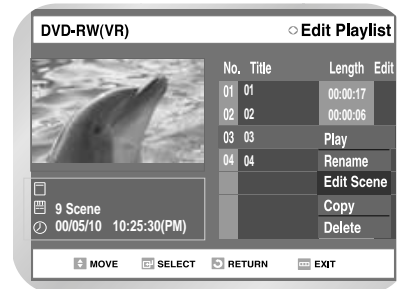 DVD-RW(VR) Edit Playlist
No. Title Length Edit
01 01 00:00:17
02 02 00:00:06
03 03 Play
04 04 Rename
Edit Scene
Copy
Delete
9 Scene
00/05/10 10:25:30(PM)
MOVE SELECT RETURN EXIT